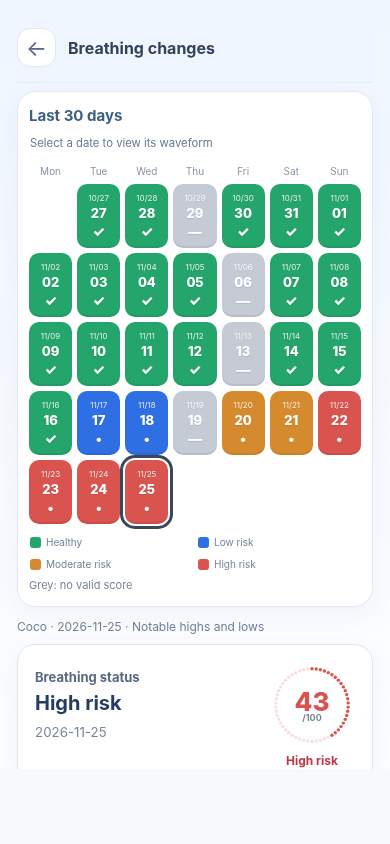 Breathing changes
Last 30 days
Select a date to view its waveform
Mon Tue Wed Thu Fri Sat Sun
10/27 10/28 10/29 10/30 10/31 11/01
27 28 29 30 31 01
11/02 11/03 11/04 11/05 11/06 11/07 11/08
02 03 04 05 06 07 08
11/09 11/10 11/11 11/12 11/13 11/14 11/15
09 10 11 12 13 14 15
11/16 11/17 11/18 11/19 11/20 11/21 11/22
16 17 18 19 20 21 22
11/23 11/24 11/25
23 24 25
Healthy Low risk
Moderate risk High risk
Grey: no valid score
Coco · 2026-11-25 · Notable highs and lows
Breathing status
High risk
2026-11-25
43
/100
High risk